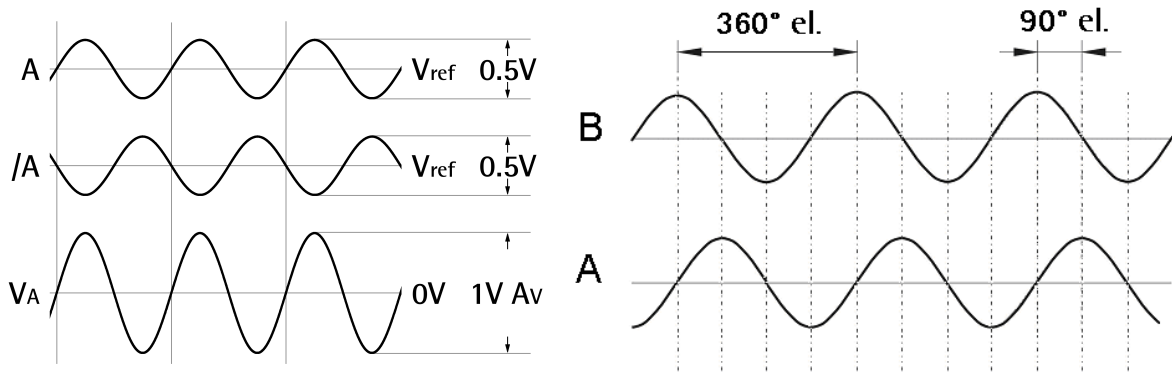 A Vref 0.5V
/A Vref 0.5V
VA 0V 1V AV
360° el. 90° el.
B
A